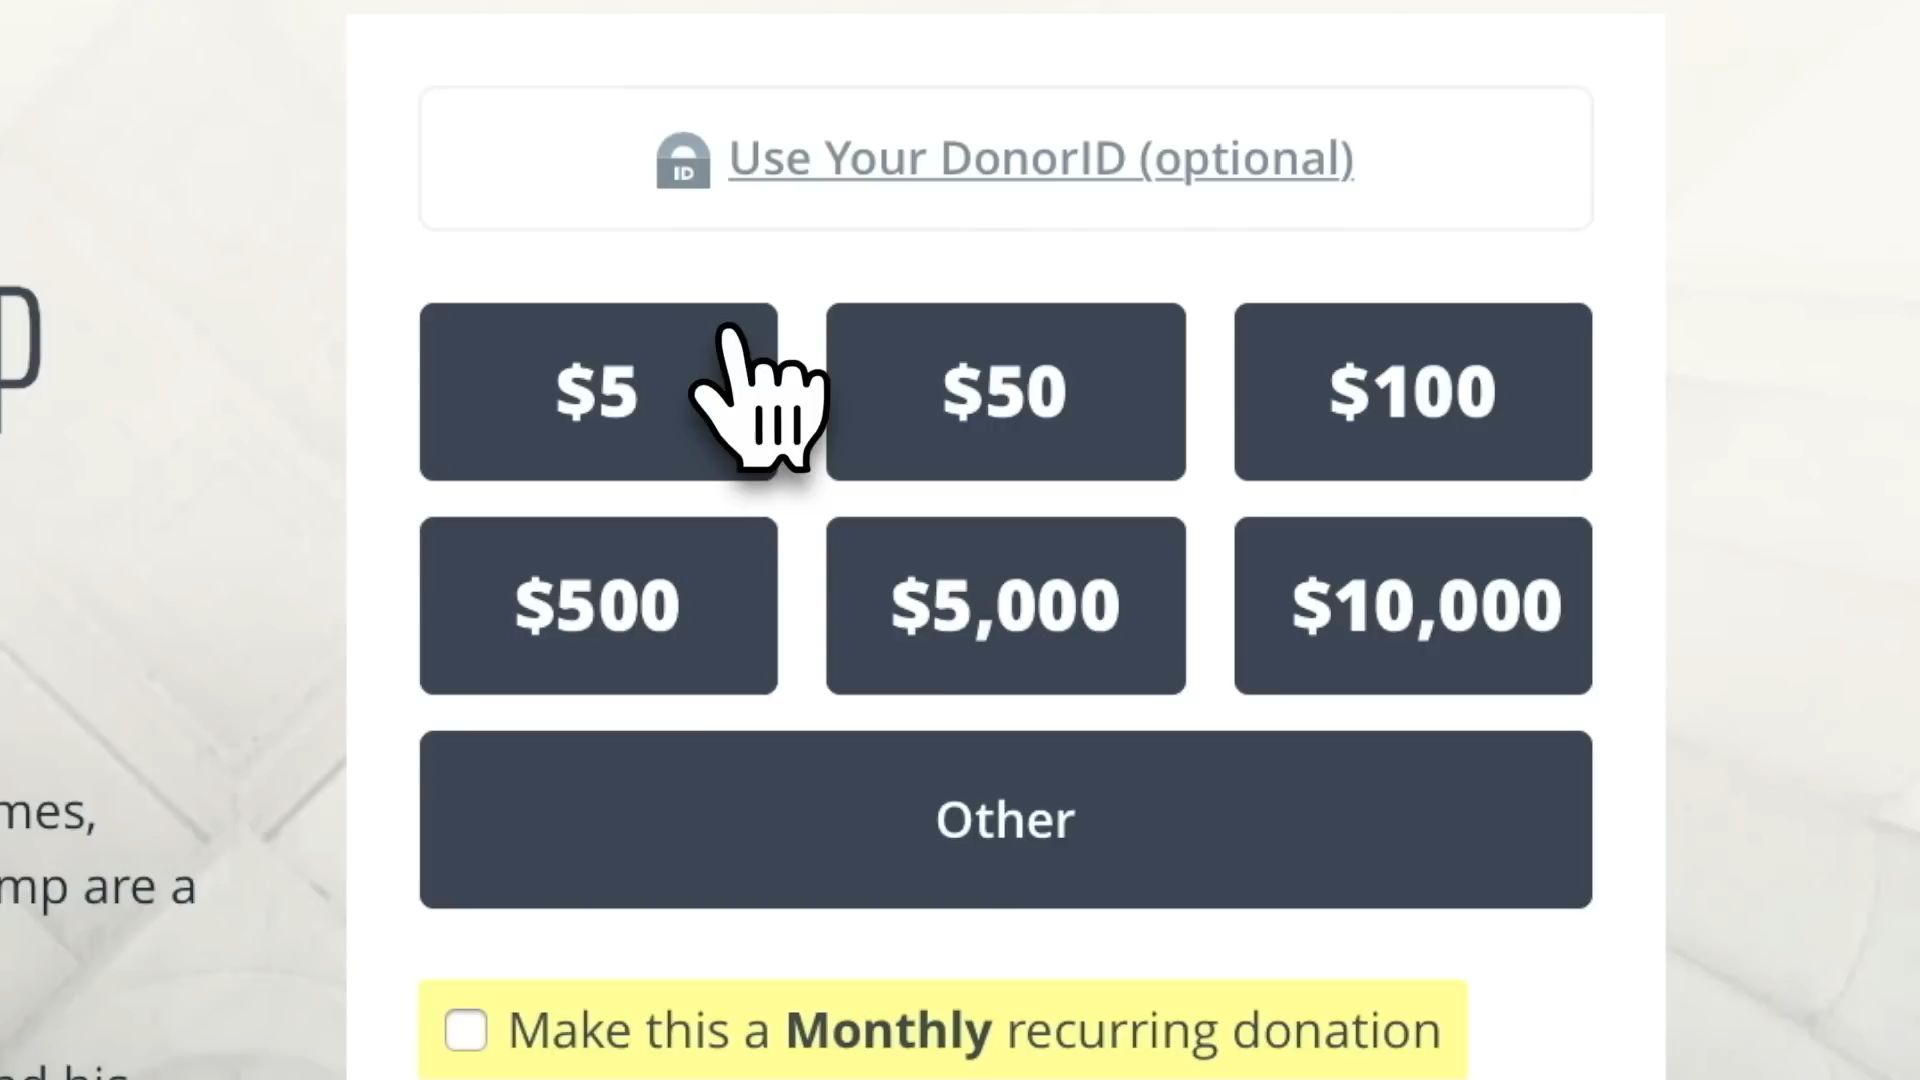 ID Use Your DonorID (optional)
$5 $50 $100
$500 $5,000 $10,000
mes,
mp are a
Other
Make this a Monthly recurring donation